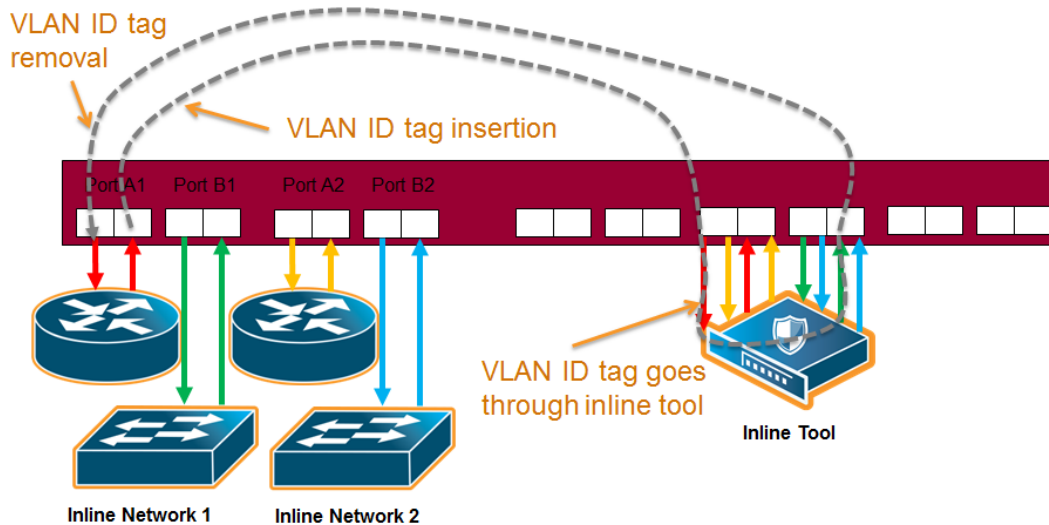 VLAN ID tag
removal
VLAN ID tag insertion
Port A1
Port B1
Port A2
Port B2
VLAN ID tag goes
through inline tool
Inline Tool
Inline Network 1
Inline Network 2